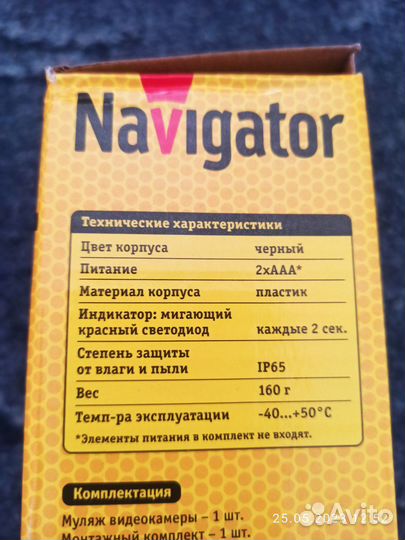 Navigator
Технические характеристики
Цвет корпуса черный
Питание 2xAAA*
Материал корпуса пластик
Индикатор: мигающий
красный светодиод каждые 2 сек.
Степень защиты
от влаги и пыли IP65
Вес 160 г
Темп-ра эксплуатации -40...+50°C
*Элементы питания в комплект не входят.
Комплектация
Муляж видеокамеры – 1 шт.
Монтажный комплект – 1 шт.
Avito